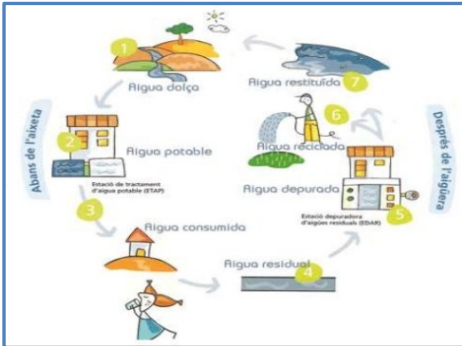 1
Aigua dolça
Abans de l'aixeta
2
Aigua potable
Estació de tractament
d'aigua potable (ETAP)
3
Aigua consumida
Aigua residual
4
Després de l'aigüera
5
Estació depuradora
d'aigües residuals (EDAR)
Aigua depurada
6
Aigua reciclada
Aigua restituïda
7